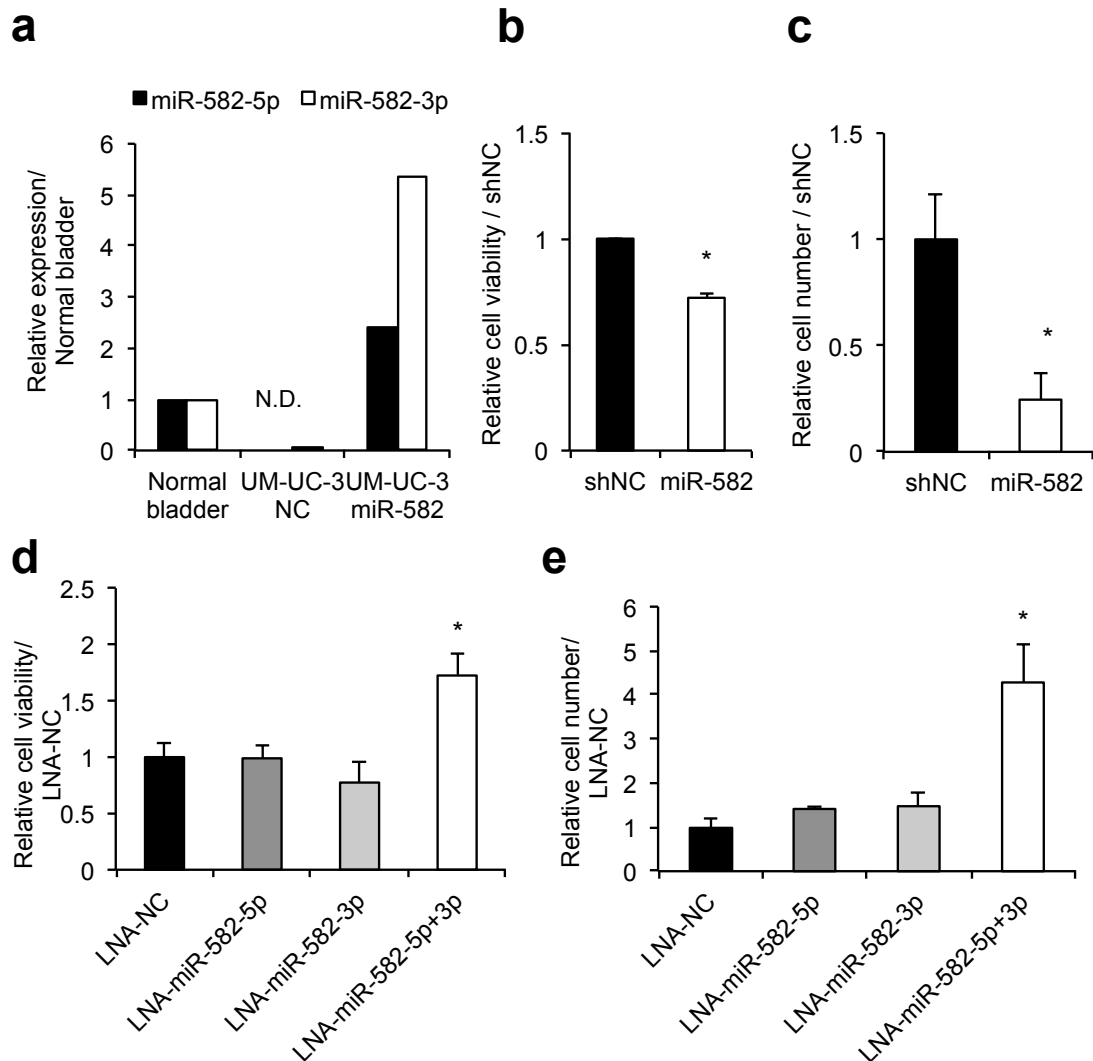 a
miR-582-5p miR-582-3p
Relative expression/
Normal bladder
6
5
4
3
2
1
0
N.D.
Normal
bladder
UM-UC-3
NC
UM-UC-3
miR-582
b
Relative cell viability / shNC
1.5
1
0.5
0
*
shNC miR-582
c
Relative cell number / shNC
1.5
1
0.5
0
*
shNC miR-582
d
Relative cell viability/
LNA-NC
2.5
2
1.5
1
0.5
0
*
LNA-NC
LNA-miR-582-5p
LNA-miR-582-3p
LNA-miR-582-5p+3p
e
Relative cell number/
LNA-NC
6
5
4
3
2
1
0
*
LNA-NC
LNA-miR-582-5p
LNA-miR-582-3p
LNA-miR-582-5p+3p